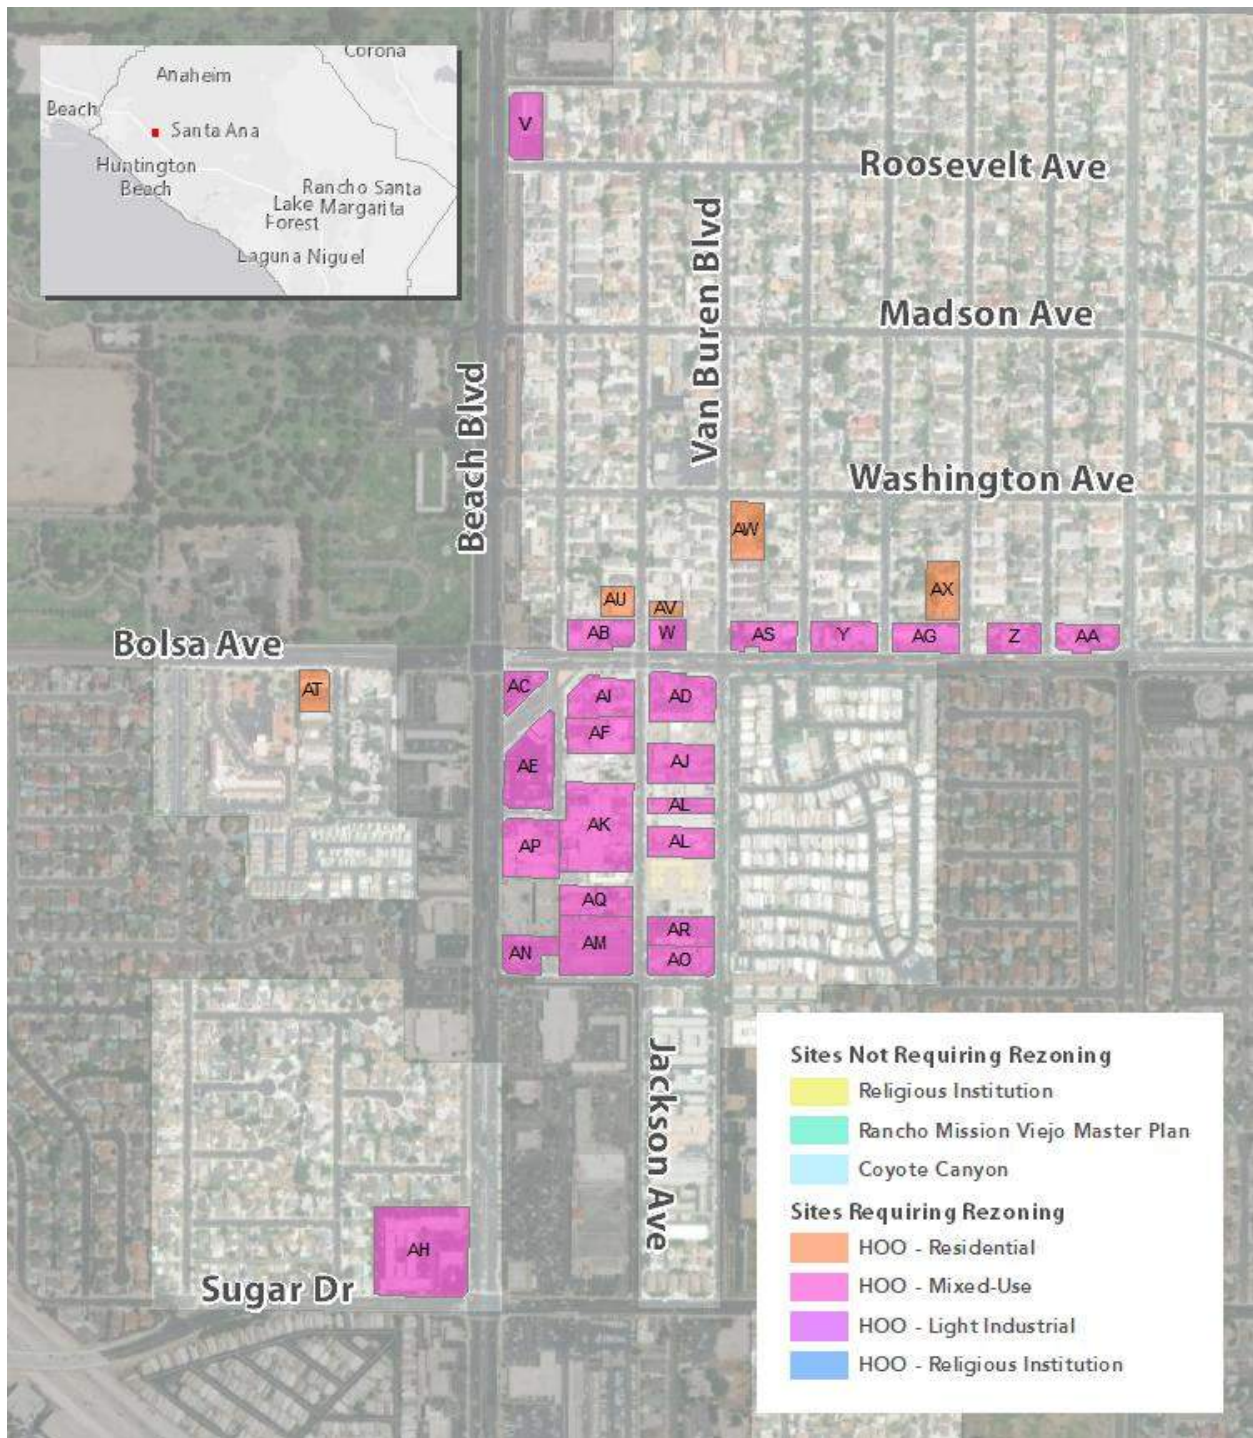 Corona
Anaheim
Beach
Santa Ana
Huntington
Beach
Rancho Santa
Lake Margarita
Forest
Laguna Niguel
V
Roosevelt Ave
Van Buren Blvd
Madson Ave
Beach Blvd
Washington Ave
AW
AX
AU
AV
AB
W
AS
Y
AG
Z
AA
Bolsa Ave
AT
AC
AI
AD
AF
AE
AJ
AL
AK
AL
AP
AQ
AR
AN
AM
AO
Jackson Ave
AH
Sugar Dr
Sites Not Requiring Rezoning
Religious Institution
Rancho Mission Viejo Master Plan
Coyote Canyon
Sites Requiring Rezoning
HOO - Residential
HOO - Mixed-Use
HOO - Light Industrial
HOO - Religious Institution